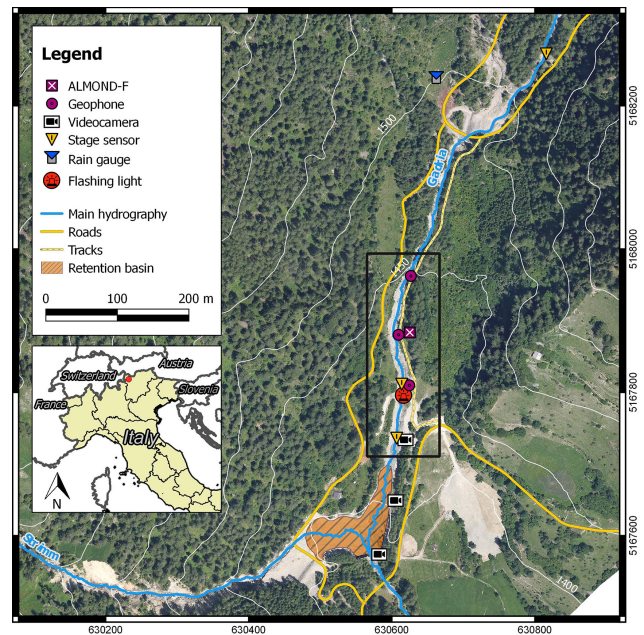 Legend
ALMOND-F
Geophone
Videocamera
Stage sensor
Rain gauge
Flashing light
Main hydrography
Roads
Tracks
Retention basin
0 100 200 m
Austria
Switzerland
Slovenia
France
Italy
N
1500
Gadria
1450
Strimm
1400
5168200
5168000
5167800
5167600
630200 630400 630600 630800